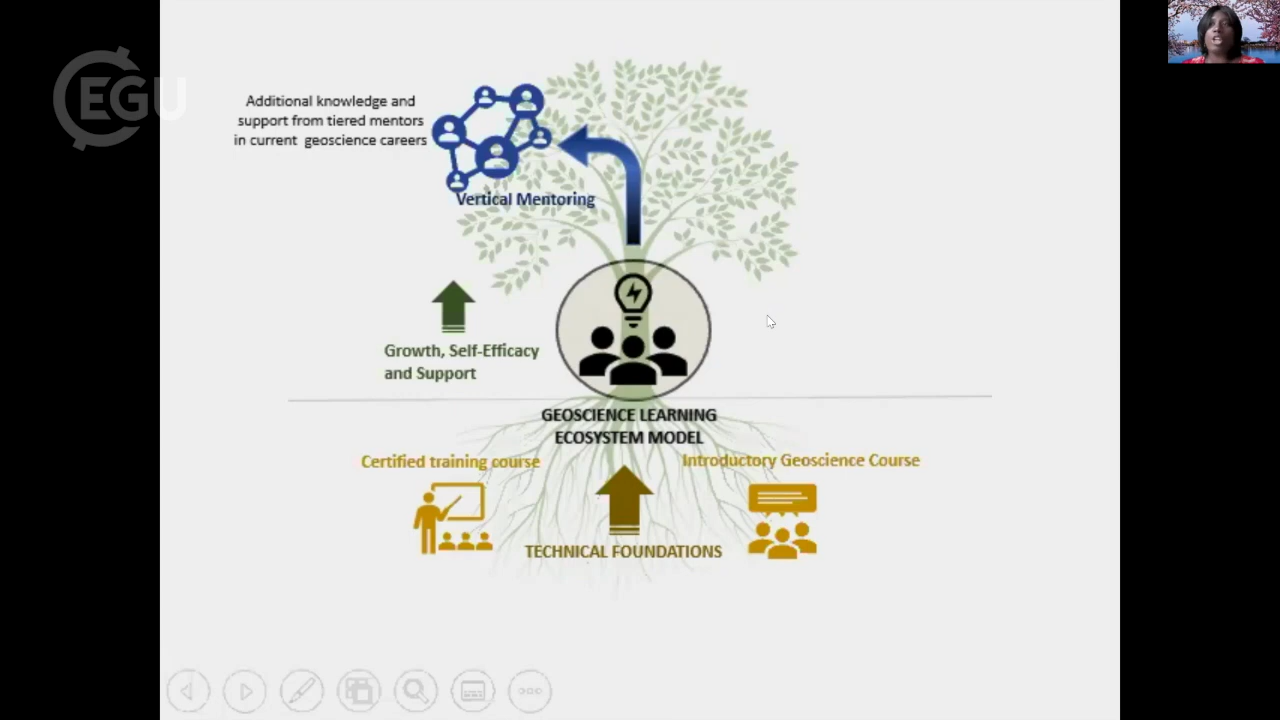 EGU
Additional knowledge and
support from tiered mentors
in current geoscience careers
Vertical Mentoring
Growth, Self-Efficacy
and Support
GEOSCIENCE LEARNING
ECOSYSTEM MODEL
Certified training course
Introductory Geoscience Course
TECHNICAL FOUNDATIONS